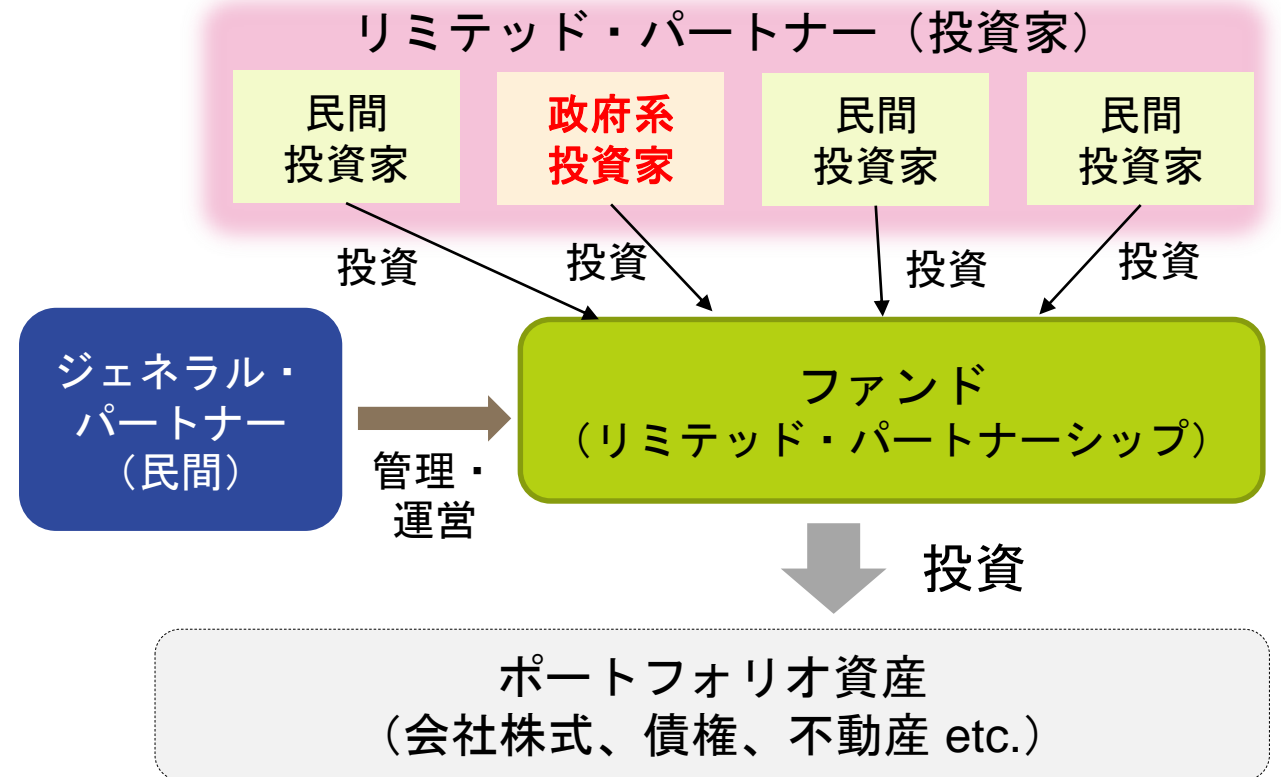 リミテッド・パートナー（投資家）
民間
投資家
政府系
投資家
民間
投資家
民間
投資家
投資
投資
投資
投資
ジェネラル・
パートナー
（民間）
管理・
運営
ファンド
（リミテッド・パートナーシップ）
投資
ポートフォリオ資産
（会社株式、債権、不動産 etc.）